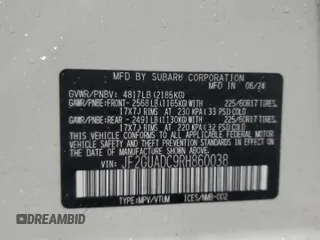 MFD. BY SUBARU CORPORATION 06/24
GVWR/PNBV: 4817LB (2185KG)
GAWR/PNBE:FRONT- 2568LB (1165KG) WITH 225/60R17 TIRES,
17X7J RIMS, AT 230 KPA (33 PSI) COLD
GAWR/PNBE:REAR - 2491LB (1130KG) WITH 225/60R17 TIRES,
17X7J RIMS, AT 220 KPA (32 PSI) COLD
THIS VEHICLE CONFORMS TO ALL APPLICABLE FEDERAL
MOTOR VEHICLE SAFETY, BUMPER, AND THEFT PREVENTION
STANDARDS IN EFFECT ON THE DATE OF
MANUFACTURE SHOWN ABOVE.
VIN: JF2GUADC9RH860038
TYPE:MPV/VTUM ICES/NMB-002